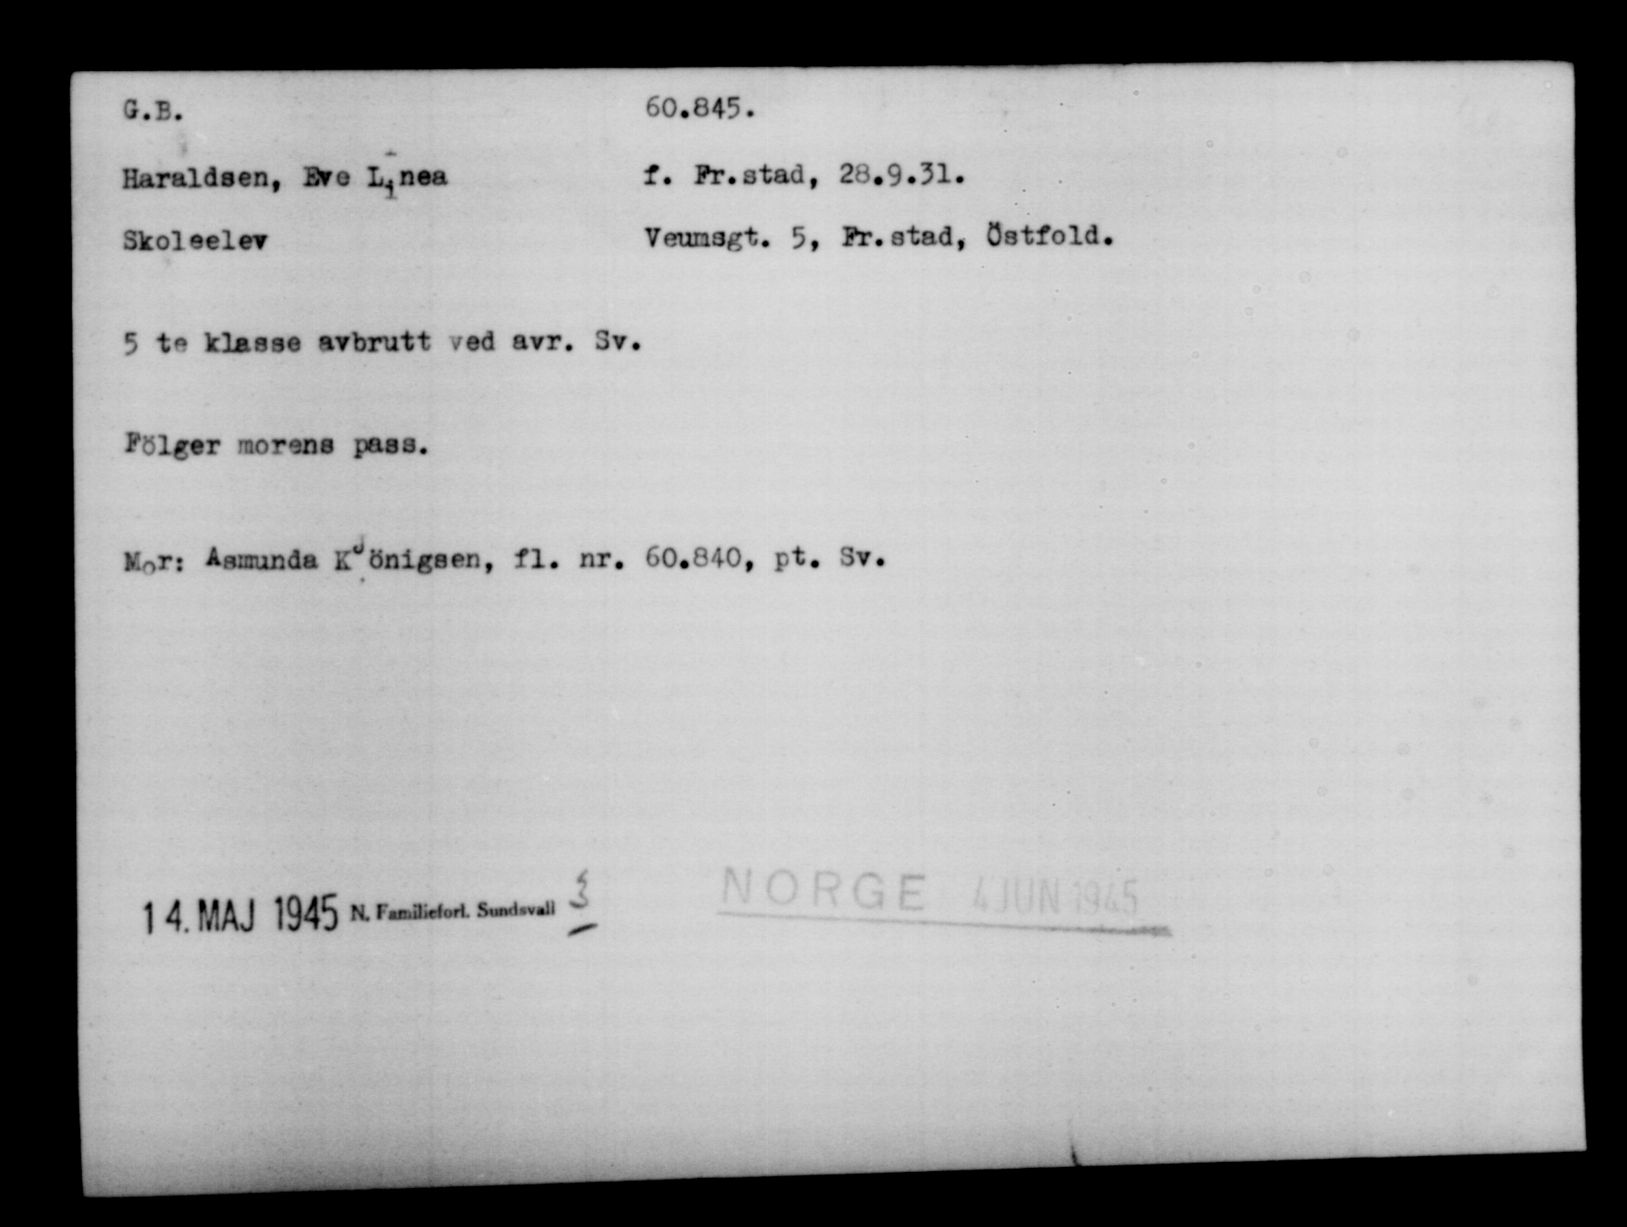 G.B. 60.845.
Haraldsen, Eve Linea f. Fr.stad, 28.9.31.
Skoleelev Veumsgt. 5, Fr.stad, Östfold.
5 te klasse avbrutt ved avr. Sv.
Fölger morens pass.
Mor: Asmunda Kjönigsen, fl. nr. 60.840, pt. Sv.
14. MAJ 1945 N. Familieforl. Sundsvall 3 NORGE 4 JUN 1945